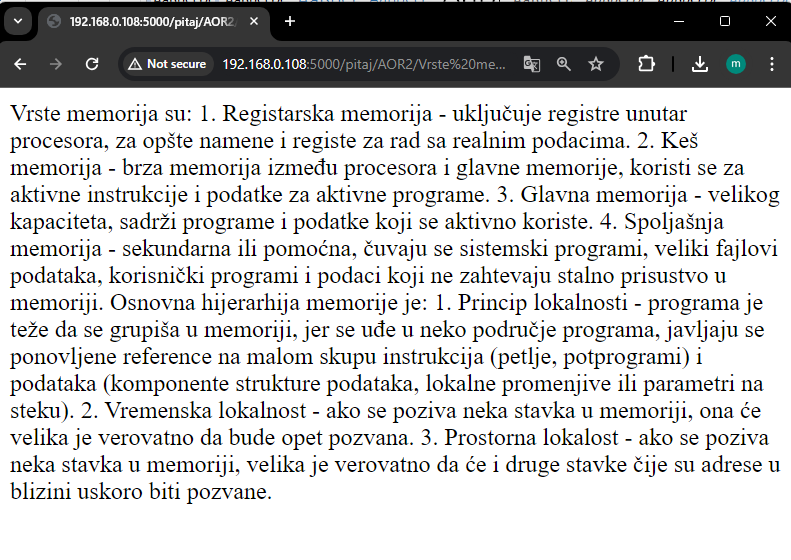 192.168.0.108:5000/pitaj/AOR2
Not secure 192.168.0.108:5000/pitaj/AOR2/Vrste%20me... m
Vrste memorija su: 1. Registarska memorija - uključuje registre unutar
procesora, za opšte namene i registe za rad sa realnim podacima. 2. Keš
memorija - brza memorija između procesora i glavne memorije, koristi se za
aktivne instrukcije i podatke za aktivne programe. 3. Glavna memorija - velikog
kapaciteta, sadrži programe i podatke koji se aktivno koriste. 4. Spoljašnja
memorija - sekundarna ili pomoćna, čuvaju se sistemski programi, veliki fajlovi
podataka, korisnički programi i podaci koji ne zahtevaju stalno prisustvo u
memoriji. Osnovna hijerarhija memorije je: 1. Princip lokalnosti - programa je
teže da se grupiša u memoriji, jer se uđe u neko područje programa, javljaju se
ponovljene reference na malom skupu instrukcija (petlje, potprogrami) i
podataka (komponente strukture podataka, lokalne promenjive ili parametri na
steku). 2. Vremenska lokalnost - ako se poziva neka stavka u memoriji, ona će
velika je verovatno da bude opet pozvana. 3. Prostorna lokalost - ako se poziva
neka stavka u memoriji, velika je verovatno da će i druge stavke čije su adrese u
blizini uskoro biti pozvane.